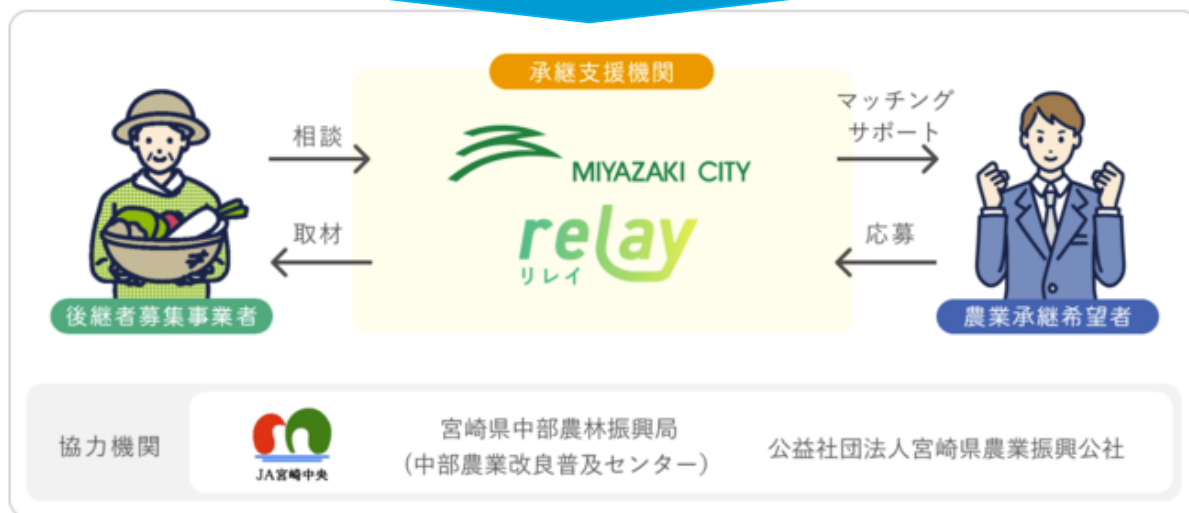 承継支援機関
相談
取材
MIYAZAKI CITY
relay
リレイ
マッチング
サポート
応募
後継者募集事業者
農業承継希望者
協力機関
JA宮崎中央
宮崎県中部農林振興局
（中部農業改良普及センター）
公益社団法人宮崎県農業振興公社